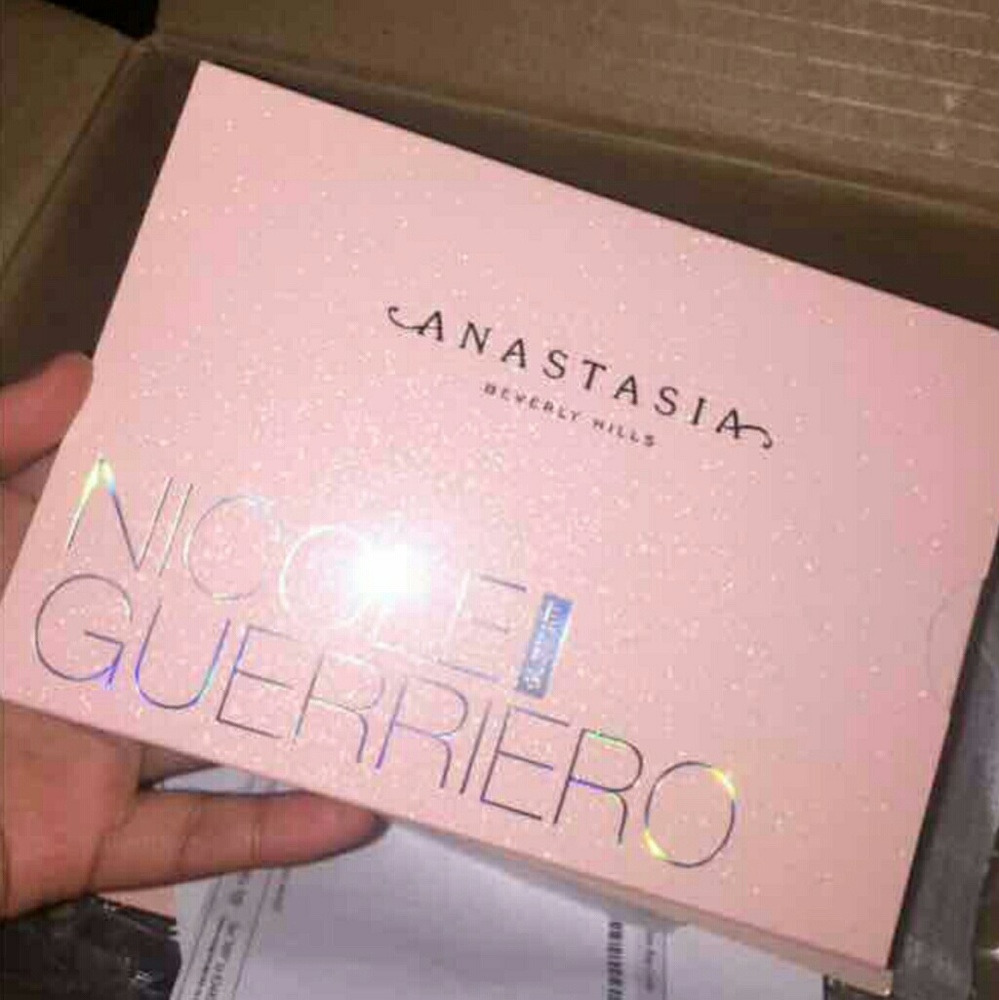 ANASTASIA
BEVERLY HILLS
NICOLE
GUERRIERO